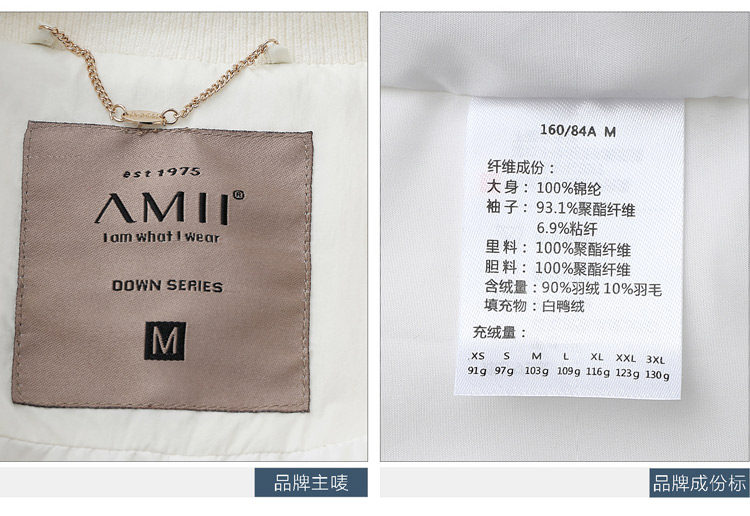 est 1975
AMII®
I am what I wear
DOWN SERIES
M
品牌主唛
160/84A M
纤维成份：
大身：100%锦纶
袖子：93.1%聚酯纤维
6.9%粘纤
里料：100%聚酯纤维
胆料：100%聚酯纤维
含绒量：90%羽绒 10%羽毛
填充物：白鸭绒
充绒量：
XS S M L XL XXL 3XL
91g 97g 103g 109g 116g 123g 130g
品牌成份标